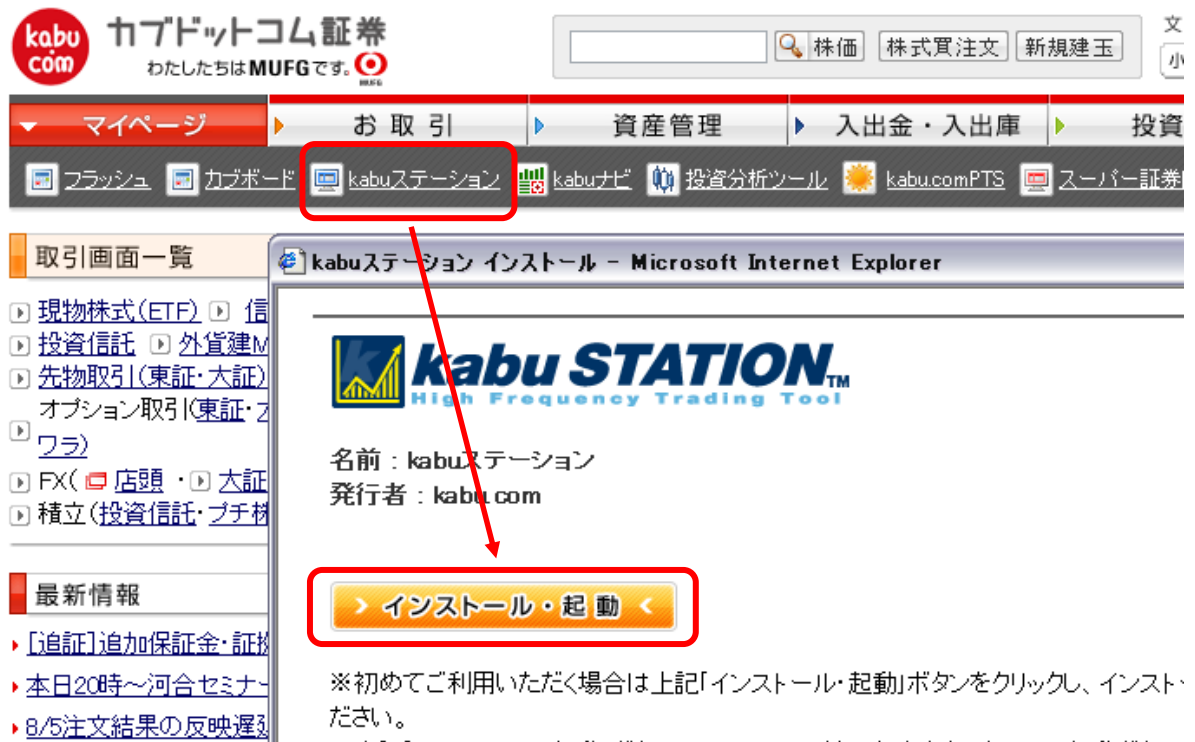 kabu.com カブドットコム証券
わたしたちはMUFGです。 MUFG
株価 株式買注文 新規建玉
文
小
マイページ お取引 資産管理 入出金・入出庫 投資
フラッシュ カブボード kabuステーション kabuナビ 投資分析ツール kabu.comPTS スーパー証券
取引画面一覧
現物株式(ETF) 信
投資信託 外貨建M
先物取引(東証・大証)
オプション取引(東証・
ワラ)
FX( 店頭 ・ 大証
積立(投資信託・プチ株
最新情報
[追証]追加保証金・証拠
本日20時~河合セミナー
8/5注文結果の反映遅延
kabuステーション インストール - Microsoft Internet Explorer
kabu STATION TM
High Frequency Trading Tool
名前：kabuステーション
発行者：kabu.com
インストール・起動
※初めてご利用いただく場合は上記「インストール・起動」ボタンをクリックし、インスト
ださい。